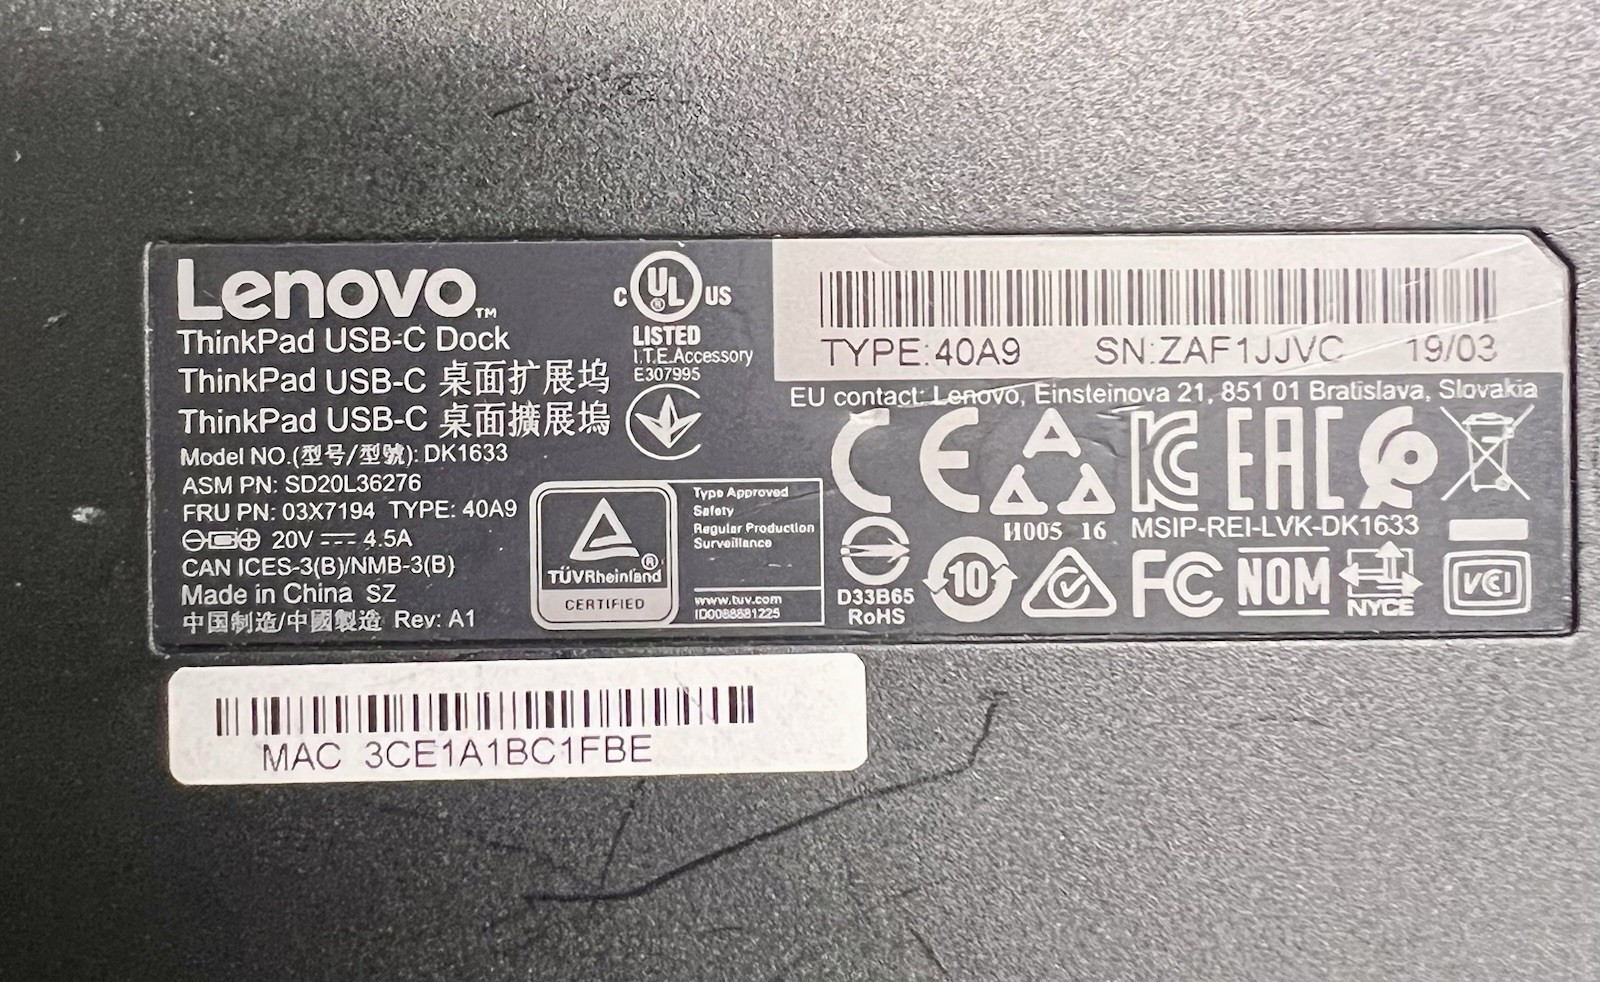 Lenovo™
ThinkPad USB-C Dock
ThinkPad USB-C 桌面扩展坞
ThinkPad USB-C 桌面擴展塢
Model NO.(型号/型號): DK1633
ASM PN: SD20L36276
FRU PN: 03X7194 TYPE: 40A9
20V ⎓ 4.5A
CAN ICES-3(B)/NMB-3(B)
Made in China SZ
中国制造/中國製造 Rev: A1
C UL® US
LISTED
I.T.E.Accessory
E307995
TÜVRheinland®
CERTIFIED
Type Approved
Safety
Regular Production
Surveillance
www.tuv.com
ID0088881225
TYPE:40A9 SN:ZAF1JJVC 19/03
EU contact: Lenovo, Einsteinova 21, 851 01 Bratislava, Slovakia
CE KC EAC
H005 16 MSIP-REI-LVK-DK1633
D33B65
RoHS
10 FC NOM NYCE VCI
MAC 3CE1A1BC1FBE